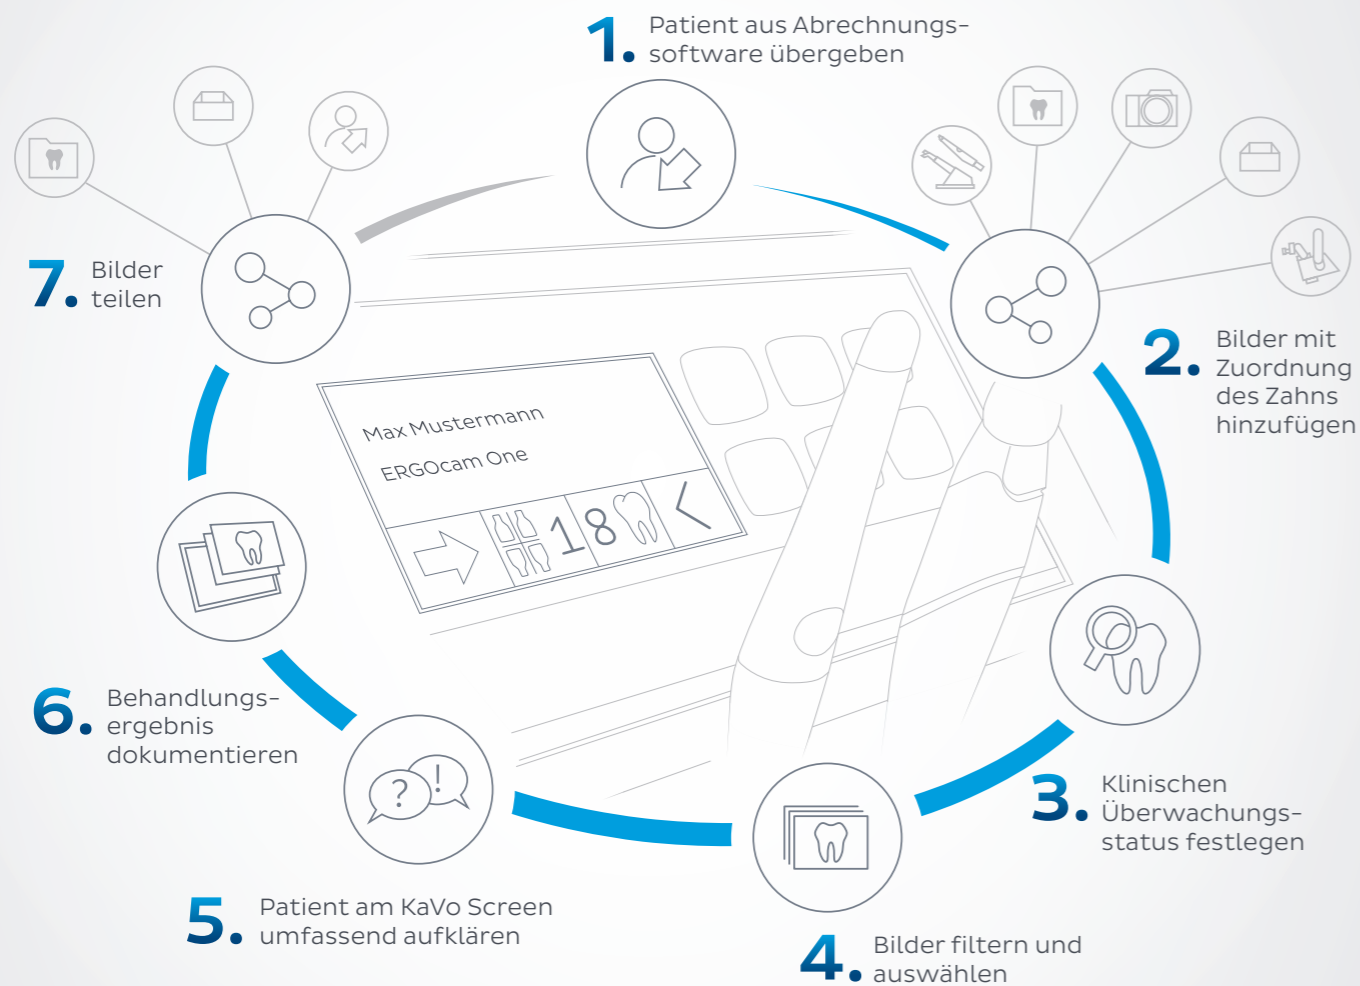 1. Patient aus Abrechnungs-
software übergeben
2. Bilder mit
Zuordnung
des Zahns
hinzufügen
3. Klinischen
Überwachungs-
status festlegen
4. Bilder filtern und
auswählen
5. Patient am KaVo Screen
umfassend aufklären
6. Behandlungs-
ergebnis
dokumentieren
7. Bilder
teilen
Max Mustermann
ERGOcam One
18
? !